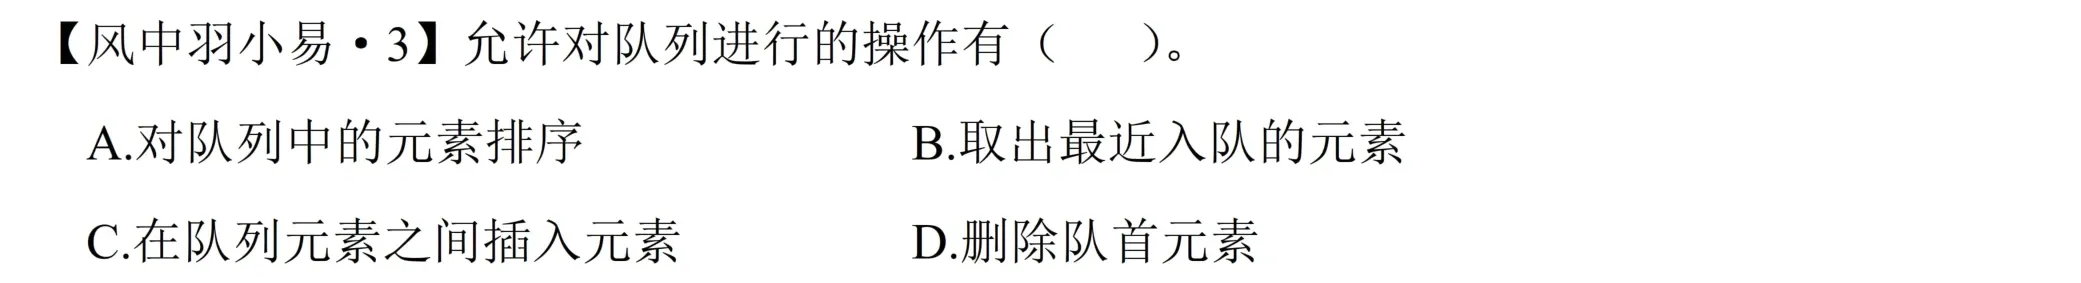 【风中羽小易·3】允许对队列进行的操作有（　　）。
A.对队列中的元素排序　　B.取出最近入队的元素
C.在队列元素之间插入元素　　D.删除队首元素